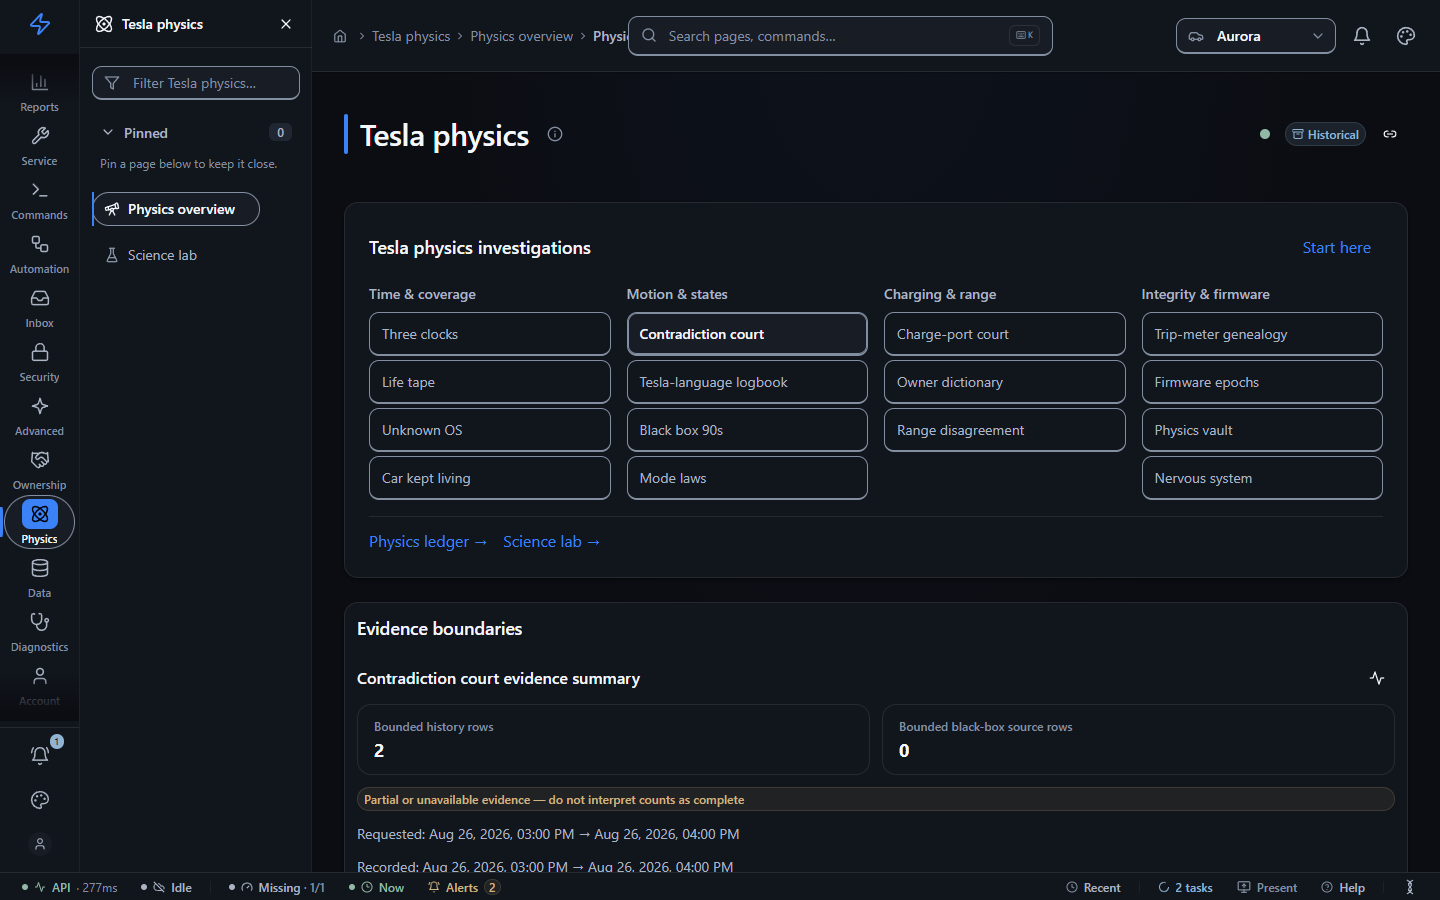 Tesla physics
Tesla physics
Physics overview
Search pages, commands...
K
Aurora
Reports
Service
Commands
Automation
Inbox
Security
Advanced
Ownership
Physics
Data
Diagnostics
Account
1
Filter Tesla physics...
Pinned
0
Pin a page below to keep it close.
Physics overview
Science lab
Tesla physics
Historical
Tesla physics investigations
Start here
Time & coverage
Three clocks
Life tape
Unknown OS
Car kept living
Motion & states
Contradiction court
Tesla-language logbook
Black box 90s
Mode laws
Charging & range
Charge-port court
Owner dictionary
Range disagreement
Integrity & firmware
Trip-meter genealogy
Firmware epochs
Physics vault
Nervous system
Physics ledger →
Science lab →
Evidence boundaries
Contradiction court evidence summary
Bounded history rows
2
Bounded black-box source rows
0
Partial or unavailable evidence — do not interpret counts as complete
Requested: Aug 26, 2026, 03:00 PM → Aug 26, 2026, 04:00 PM
Recorded: Aug 26, 2026, 03:00 PM → Aug 26, 2026, 04:00 PM
API · 277ms
Idle
Missing · 1/1
Now
Alerts 2
Recent
2 tasks
Present
Help